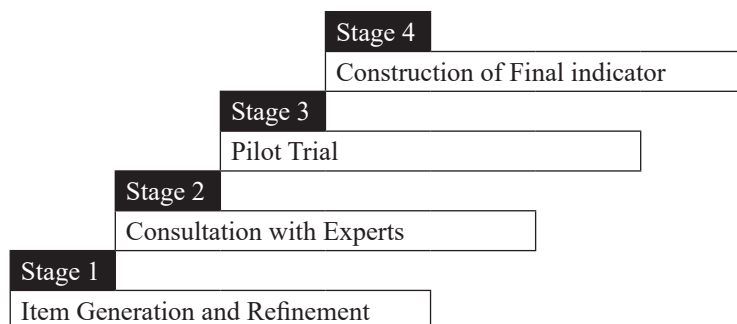 Stage 4
Construction of Final indicator
Stage 3
Pilot Trial
Stage 2
Consultation with Experts
Stage 1
Item Generation and Refinement